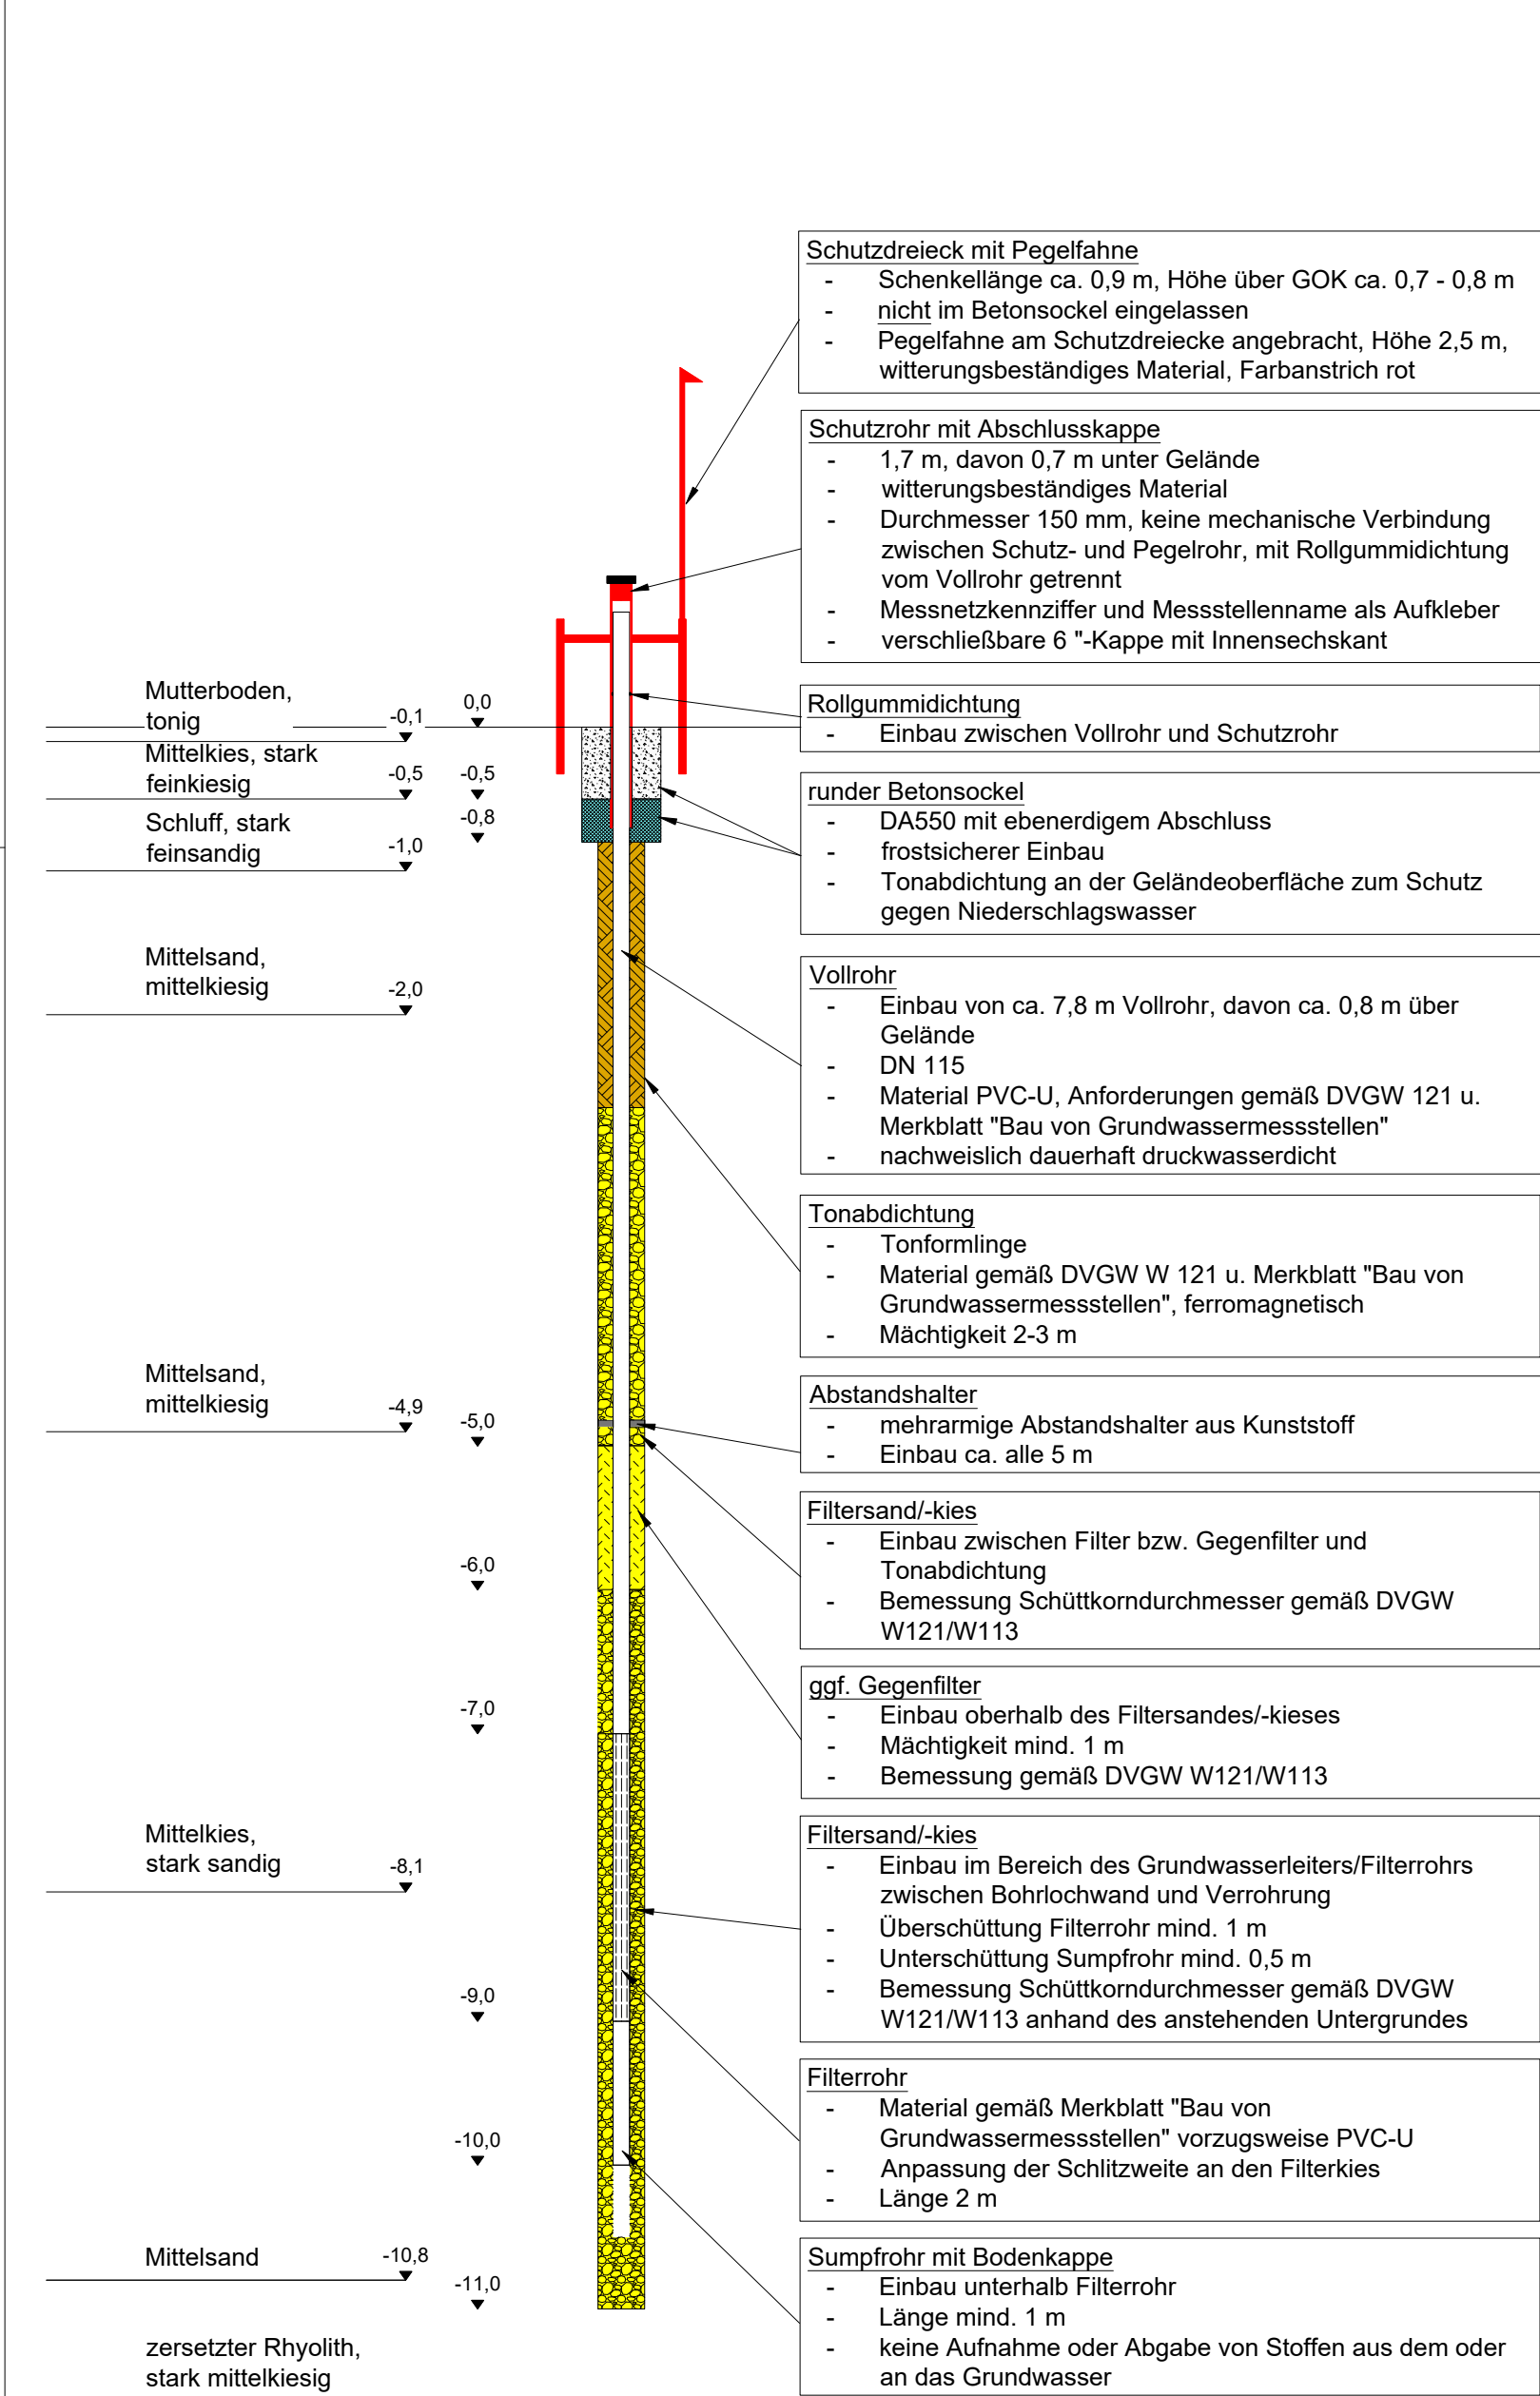 Schutzdreieck mit Pegelfahne
- Schenkellänge ca. 0,9 m, Höhe über GOK ca. 0,7 - 0,8 m
- nicht im Betonsockel eingelassen
- Pegelfahne am Schutzdreiecke angebracht, Höhe 2,5 m,
witterungsbeständiges Material, Farbanstrich rot
Schutzrohr mit Abschlusskappe
- 1,7 m, davon 0,7 m unter Gelände
- witterungsbeständiges Material
- Durchmesser 150 mm, keine mechanische Verbindung
zwischen Schutz- und Pegelrohr, mit Rollgummidichtung
vom Vollrohr getrennt
- Messnetzkennziffer und Messstellenname als Aufkleber
- verschließbare 6 "-Kappe mit Innensechskant
Rollgummidichtung
- Einbau zwischen Vollrohr und Schutzrohr
runder Betonsockel
- DA550 mit ebenerdigem Abschluss
- frostsicherer Einbau
- Tonabdichtung an der Geländeoberfläche zum Schutz
gegen Niederschlagswasser
Vollrohr
- Einbau von ca. 7,8 m Vollrohr, davon ca. 0,8 m über
Gelände
- DN 115
- Material PVC-U, Anforderungen gemäß DVGW 121 u.
Merkblatt "Bau von Grundwassermessstellen"
- nachweislich dauerhaft druckwasserdicht
Tonabdichtung
- Tonformlinge
- Material gemäß DVGW W 121 u. Merkblatt "Bau von
Grundwassermessstellen", ferromagnetisch
- Mächtigkeit 2-3 m
Abstandshalter
- mehrarmige Abstandshalter aus Kunststoff
- Einbau ca. alle 5 m
Filtersand/-kies
- Einbau zwischen Filter bzw. Gegenfilter und
Tonabdichtung
- Bemessung Schüttkorndurchmesser gemäß DVGW
W121/W113
ggf. Gegenfilter
- Einbau oberhalb des Filtersandes/-kieses
- Mächtigkeit mind. 1 m
- Bemessung gemäß DVGW W121/W113
Filtersand/-kies
- Einbau im Bereich des Grundwasserleiters/Filterrohrs
zwischen Bohrlochwand und Verrohrung
- Überschüttung Filterrohr mind. 1 m
- Unterschüttung Sumpfrohr mind. 0,5 m
- Bemessung Schüttkorndurchmesser gemäß DVGW
W121/W113 anhand des anstehenden Untergrundes
Filterrohr
- Material gemäß Merkblatt "Bau von
Grundwassermessstellen" vorzugsweise PVC-U
- Anpassung der Schlitzweite an den Filterkies
- Länge 2 m
Sumpfrohr mit Bodenkappe
- Einbau unterhalb Filterrohr
- Länge mind. 1 m
- keine Aufnahme oder Abgabe von Stoffen aus dem oder
an das Grundwasser
Mutterboden,
tonig
-0,1
Mittelkies, stark
feinkiesig
-0,5
Schluff, stark
feinsandig
-1,0
Mittelsand,
mittelkiesig
-2,0
Mittelsand,
mittelkiesig
-4,9
Mittelkies,
stark sandig
-8,1
Mittelsand
-10,8
zersetzter Rhyolith,
stark mittelkiesig
0,0
-0,5
-0,8
-5,0
-6,0
-7,0
-9,0
-10,0
-11,0